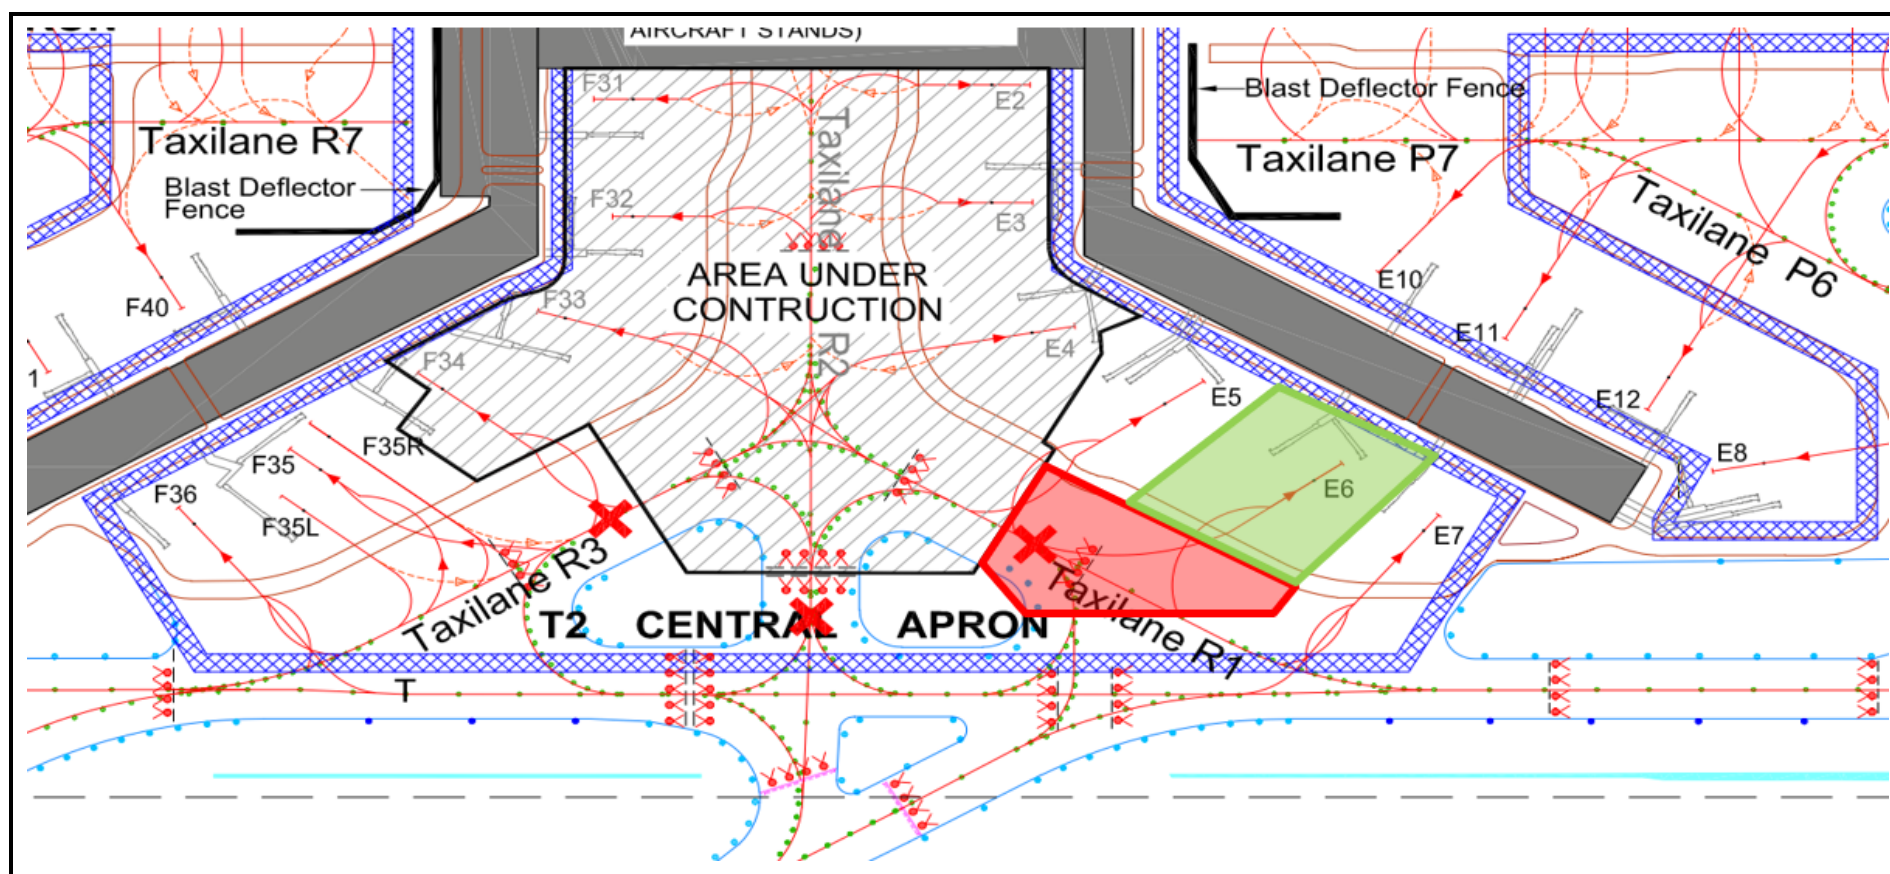 AIRCRAFT STANDS)
F31
E2
Blast Deflector Fence
Taxilane R7
Taxilane P7
Blast Deflector
Fence
Taxilane R2
F32
E3
Taxilane P6
AREA UNDER
CONTRUCTION
F40
F33
E10
E11
E4
F34
1
E5
E12
F35R
F35
E8
F36
E6
F35L
E7
Taxilane R3
Taxilane R1
T2 CENTRAL APRON
T